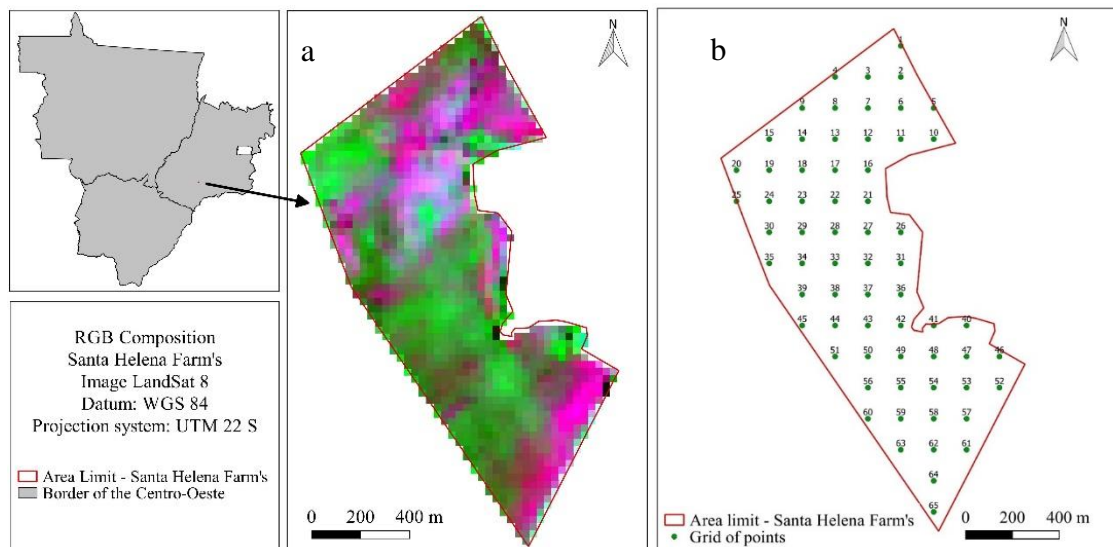 RGB Composition
Santa Helena Farm's
Image LandSat 8
Datum: WGS 84
Projection system: UTM 22 S
Area Limit - Santa Helena Farm's
Border of the Centro-Oeste
a
N
0 200 400 m
b
N
1
4 3 2
9 8 7 6 5
15 14 13 12 11 10
20 19 18 17 16
25 24 23 22 21
30 29 28 27 26
35 34 33 32 31
39 38 37 36
45 44 43 42 41 40
51 50 49 48 47 46
56 55 54 53 52
60 59 58 57
63 62 61
64
65
Area limit - Santa Helena Farm's
Grid of points
0 200 400 m